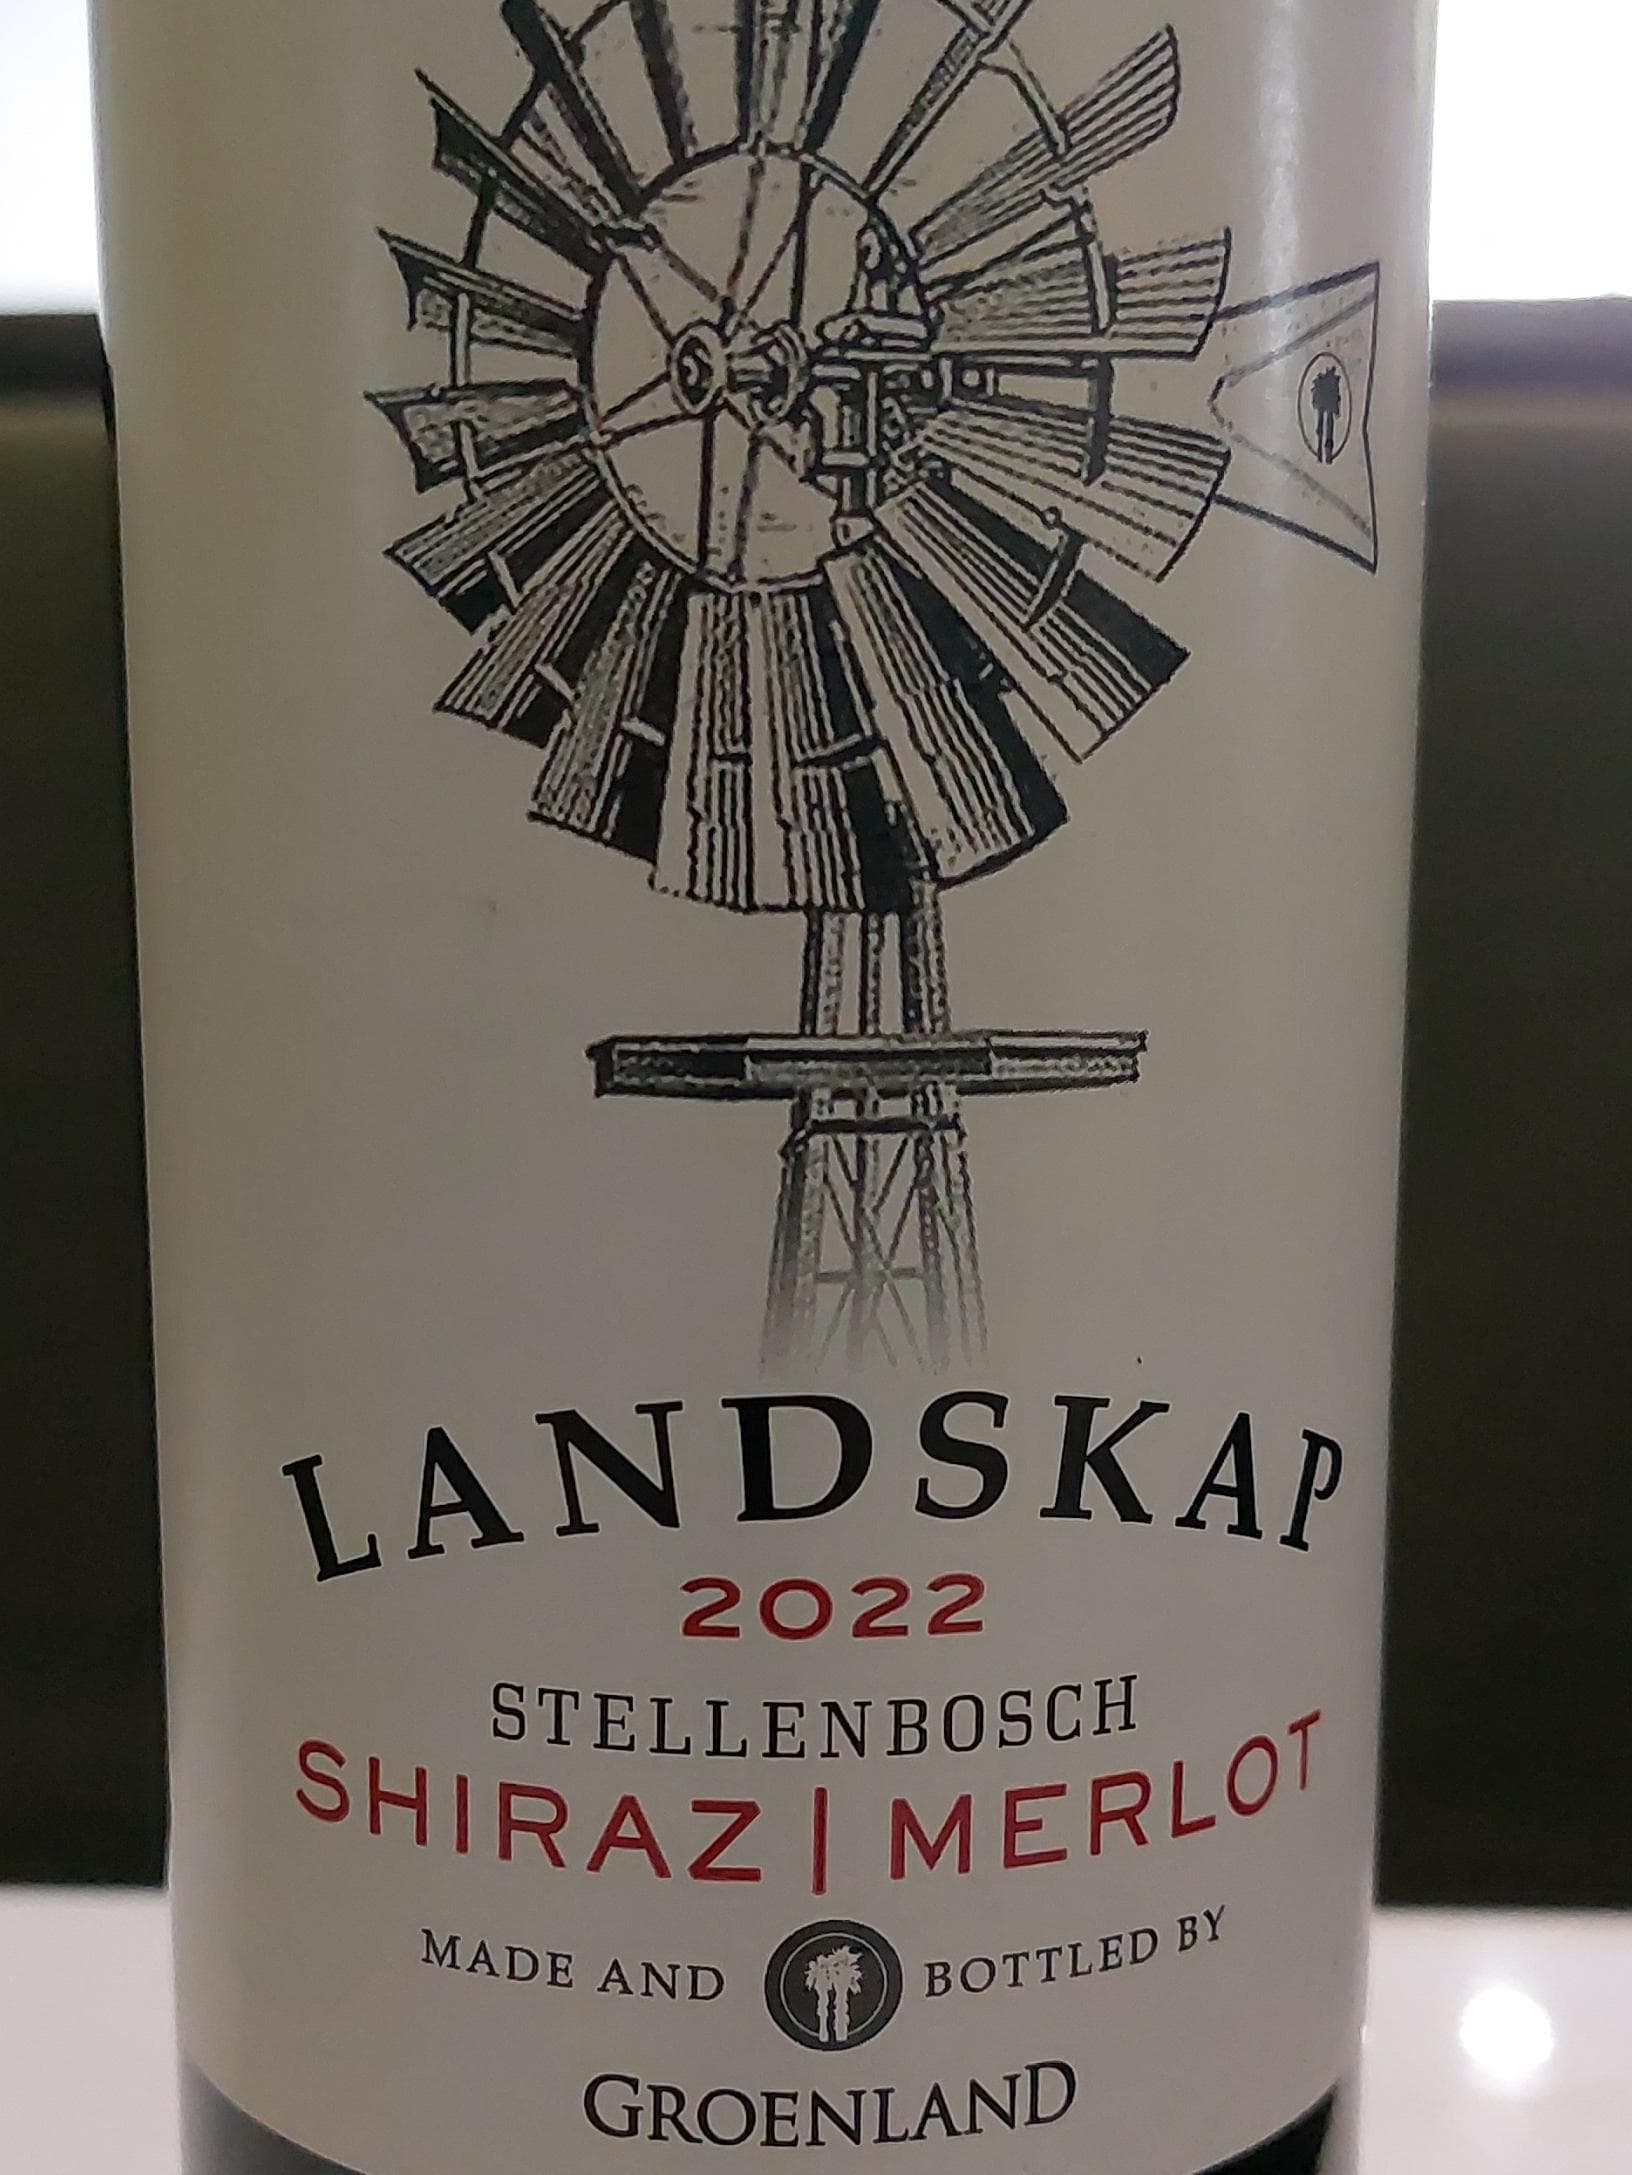 LANDSKAP
2022
STELLENBOSCH
SHIRAZ | MERLOT
MADE AND BOTTLED BY
GROENLAND